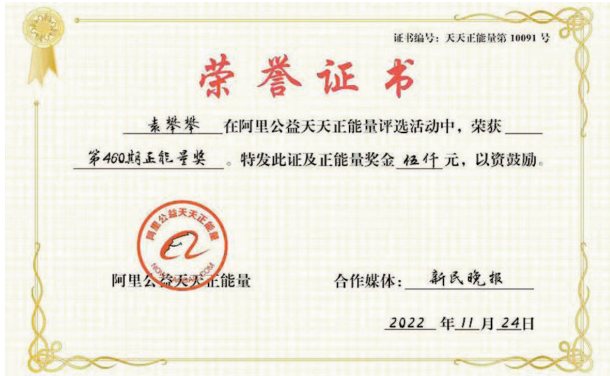 证书编号:天天正能量第 10091 号
荣誉证书
袁攀攀 在阿里公益天天正能量评选活动中,荣获
第460期正能量奖。特发此证及正能量奖金 伍仟 元,以资鼓励。
阿里公益天天正能量
阿里公益天天正能量 合作媒体:新民晚报
2022 年 11 月 24日